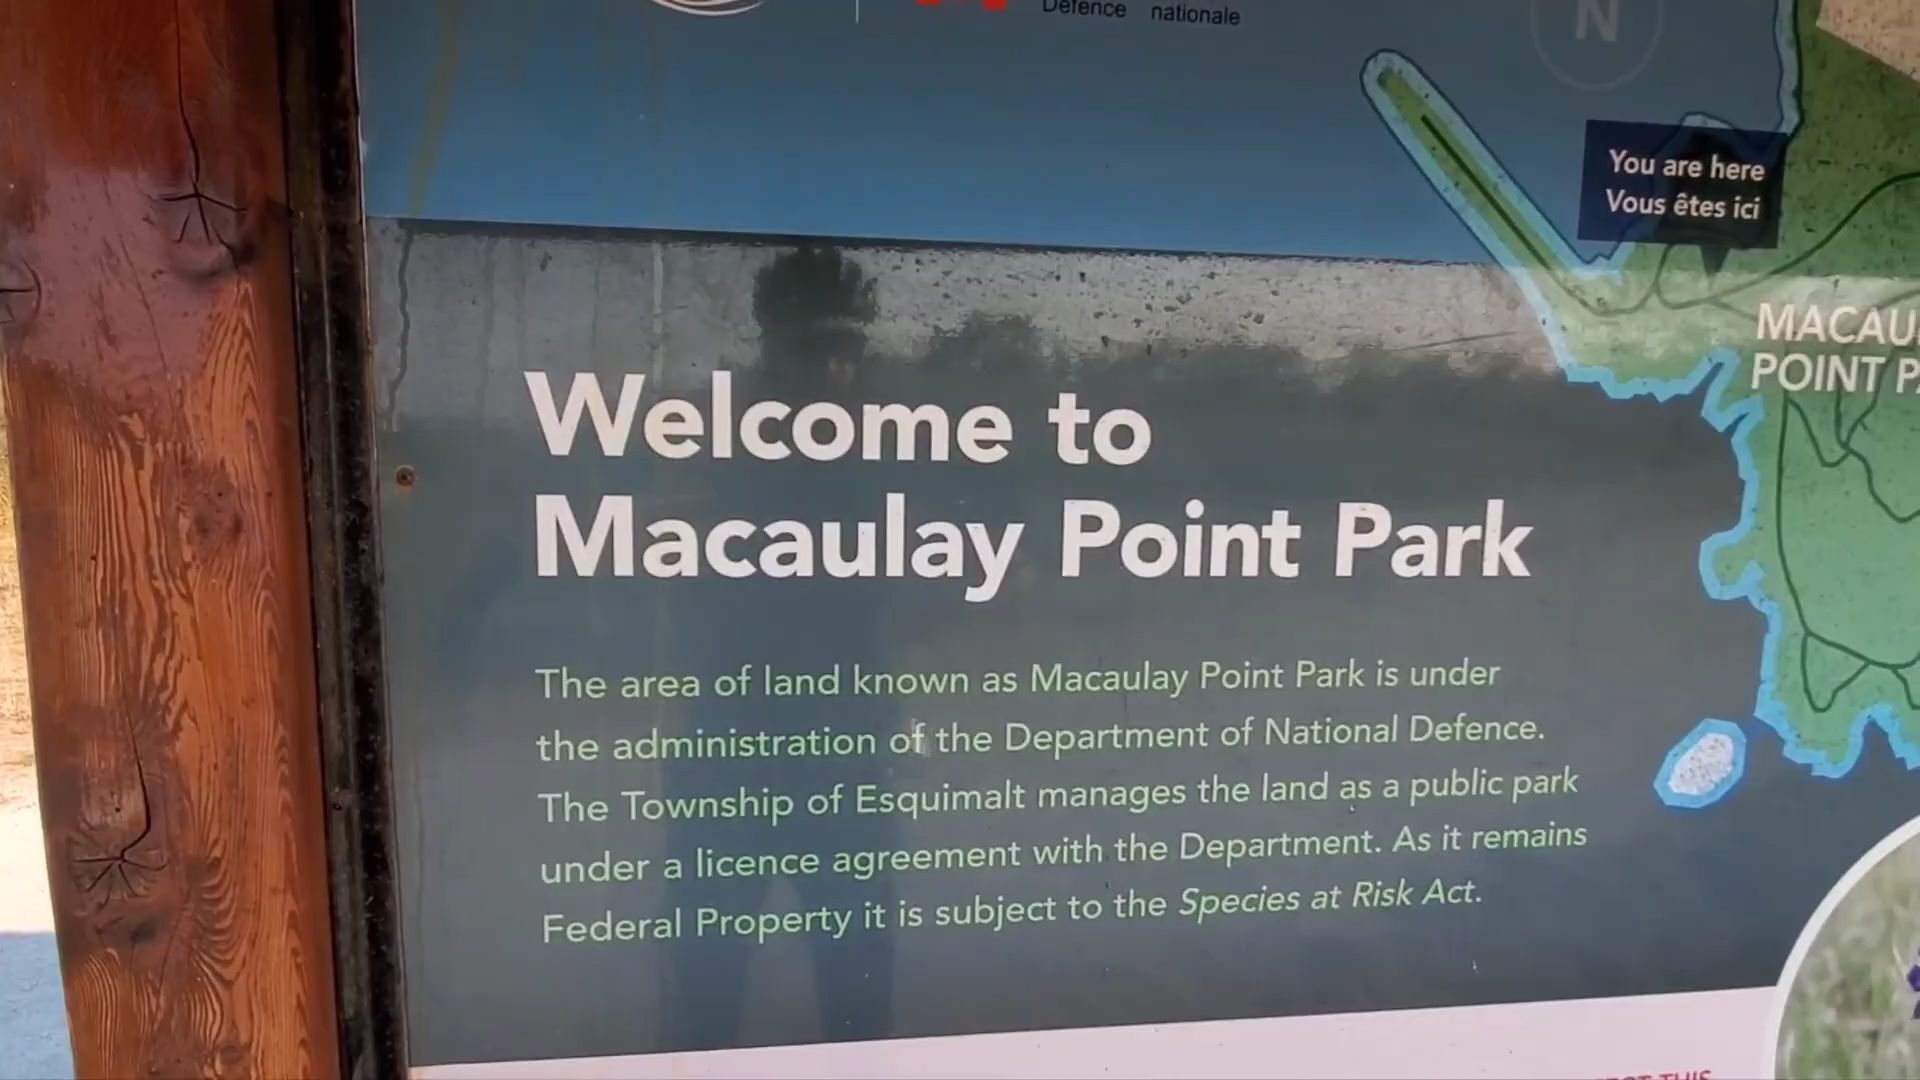 Defence nationale
N
You are here
Vous êtes ici
MACAU
POINT P
Welcome to
Macaulay Point Park
The area of land known as Macaulay Point Park is under
the administration of the Department of National Defence.
The Township of Esquimalt manages the land as a public park
under a licence agreement with the Department. As it remains
Federal Property it is subject to the Species at Risk Act.
THIS